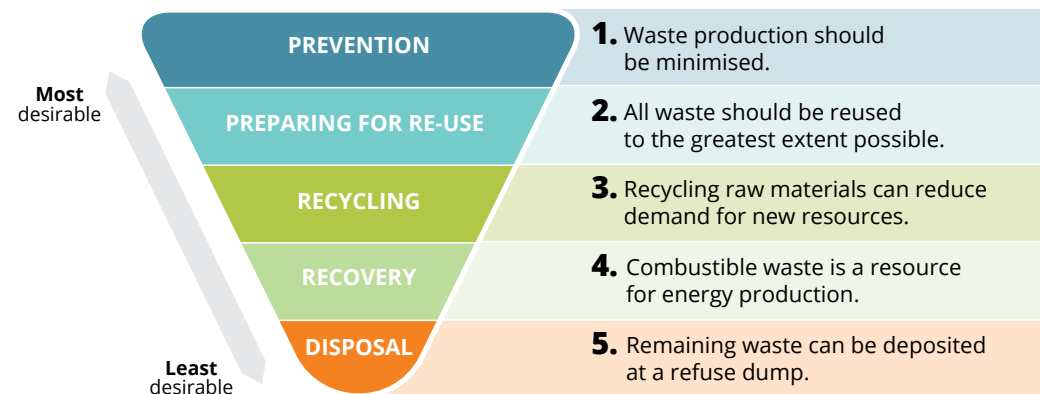 PREVENTION
1. Waste production should
be minimised.
Most
desirable
PREPARING FOR RE-USE
2. All waste should be reused
to the greatest extent possible.
RECYCLING
3. Recycling raw materials can reduce
demand for new resources.
RECOVERY
4. Combustible waste is a resource
for energy production.
DISPOSAL
5. Remaining waste can be deposited
at a refuse dump.
Least
desirable